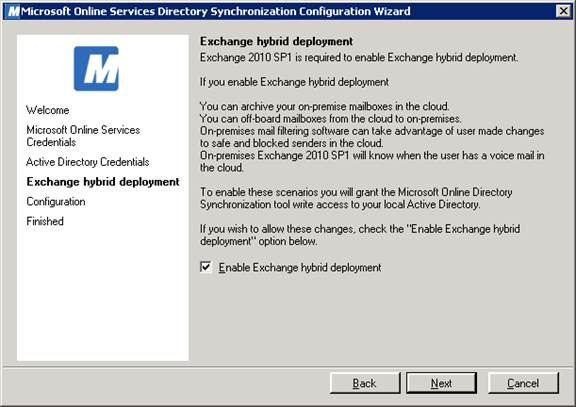 Microsoft Online Services Directory Synchronization Configuration Wizard
M
Welcome
Microsoft Online Services
Credentials
Active Directory Credentials
Exchange hybrid deployment
Configuration
Finished
Exchange hybrid deployment
Exchange 2010 SP1 is required to enable Exchange hybrid deployment.
If you enable Exchange hybrid deployment
You can archive your on-premise mailboxes in the cloud.
You can off-board mailboxes from the cloud to on-premises.
On-premises mail filtering software can take advantage of user made changes
to safe and blocked senders in the cloud.
On-premises Exchange 2010 SP1 will know when the user has a voice mail in
the cloud.
To enable these scenarios you will grant the Microsoft Online Directory
Synchronization tool write access to your local Active Directory.
If you wish to allow these changes, check the "Enable Exchange hybrid
deployment" option below.
Enable Exchange hybrid deployment
Back
Next
Cancel